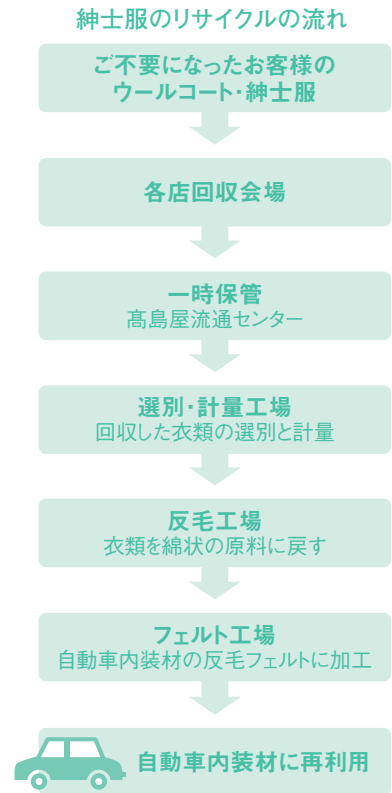 紳士服のリサイクルの流れ
ご不要になったお客様の
ウールコート・紳士服
各店回収会場
一時保管
髙島屋流通センター
選別・計量工場
回収した衣類の選別と計量
反毛工場
衣類を綿状の原料に戻す
フェルト工場
自動車内装材の反毛フェルトに加工
自動車内装材に再利用